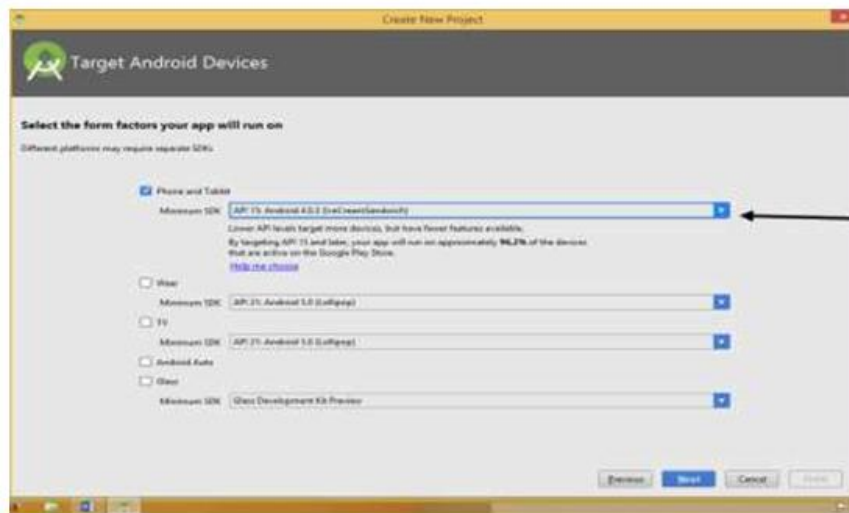 Create New Project
Target Android Devices
Select the form factors your app will run on
Different platforms may require separate SDKs
Phone and Tablet
Minimum SDK API 15: Android 4.0.3 (IceCreamSandwich)
Lower API levels target more devices, but have fewer features available.
By targeting API 15 and later, your app will run on approximately 96.2% of the devices
that are active on the Google Play Store.
Help me choose
Wear
Minimum SDK API 21: Android 5.0 (Lollipop)
TV
Minimum SDK API 21: Android 5.0 (Lollipop)
Android Auto
Glass
Minimum SDK Glass Development Kit Preview
Previous Next Cancel Finish